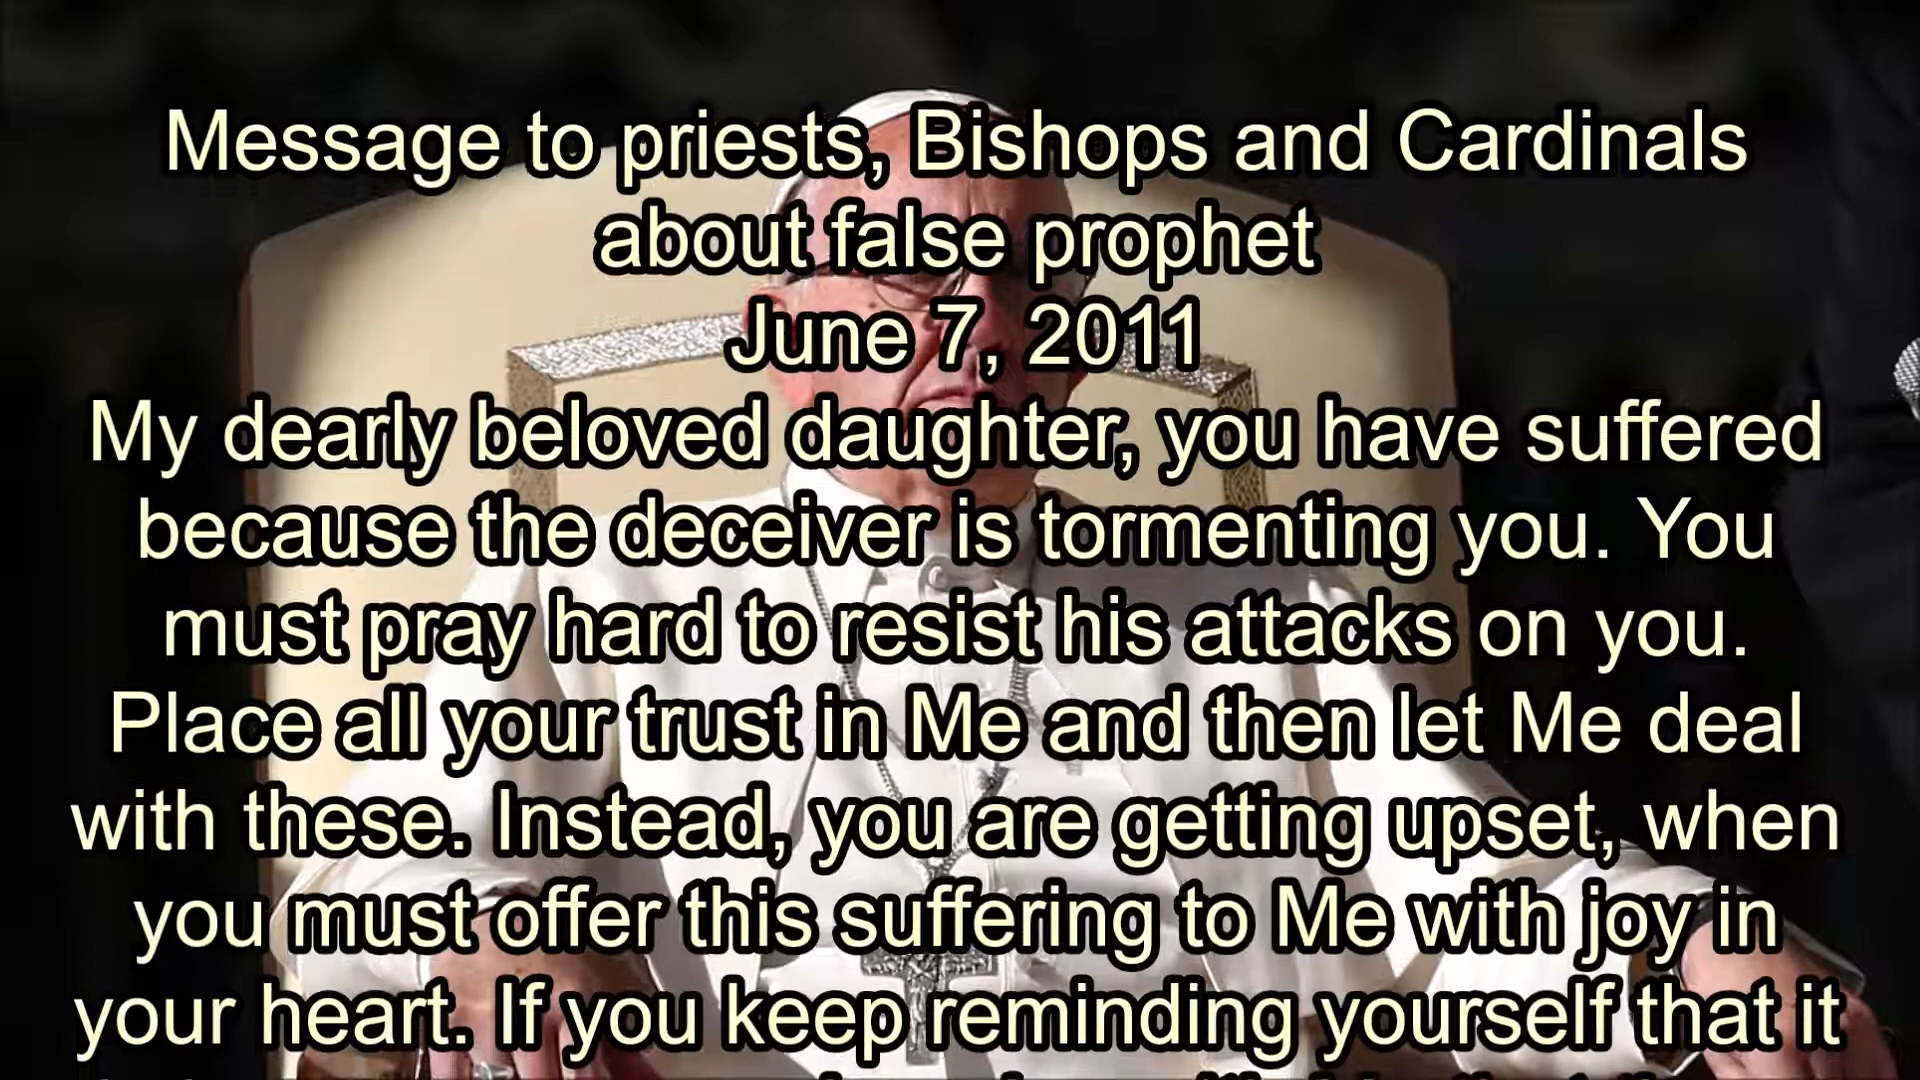 Message to priests, Bishops and Cardinals
about false prophet
June 7, 2011
My dearly beloved daughter, you have suffered
because the deceiver is tormenting you. You
must pray hard to resist his attacks on you.
Place all your trust in Me and then let Me deal
with these. Instead, you are getting upset, when
you must offer this suffering to Me with joy in
your heart. If you keep reminding yourself that it